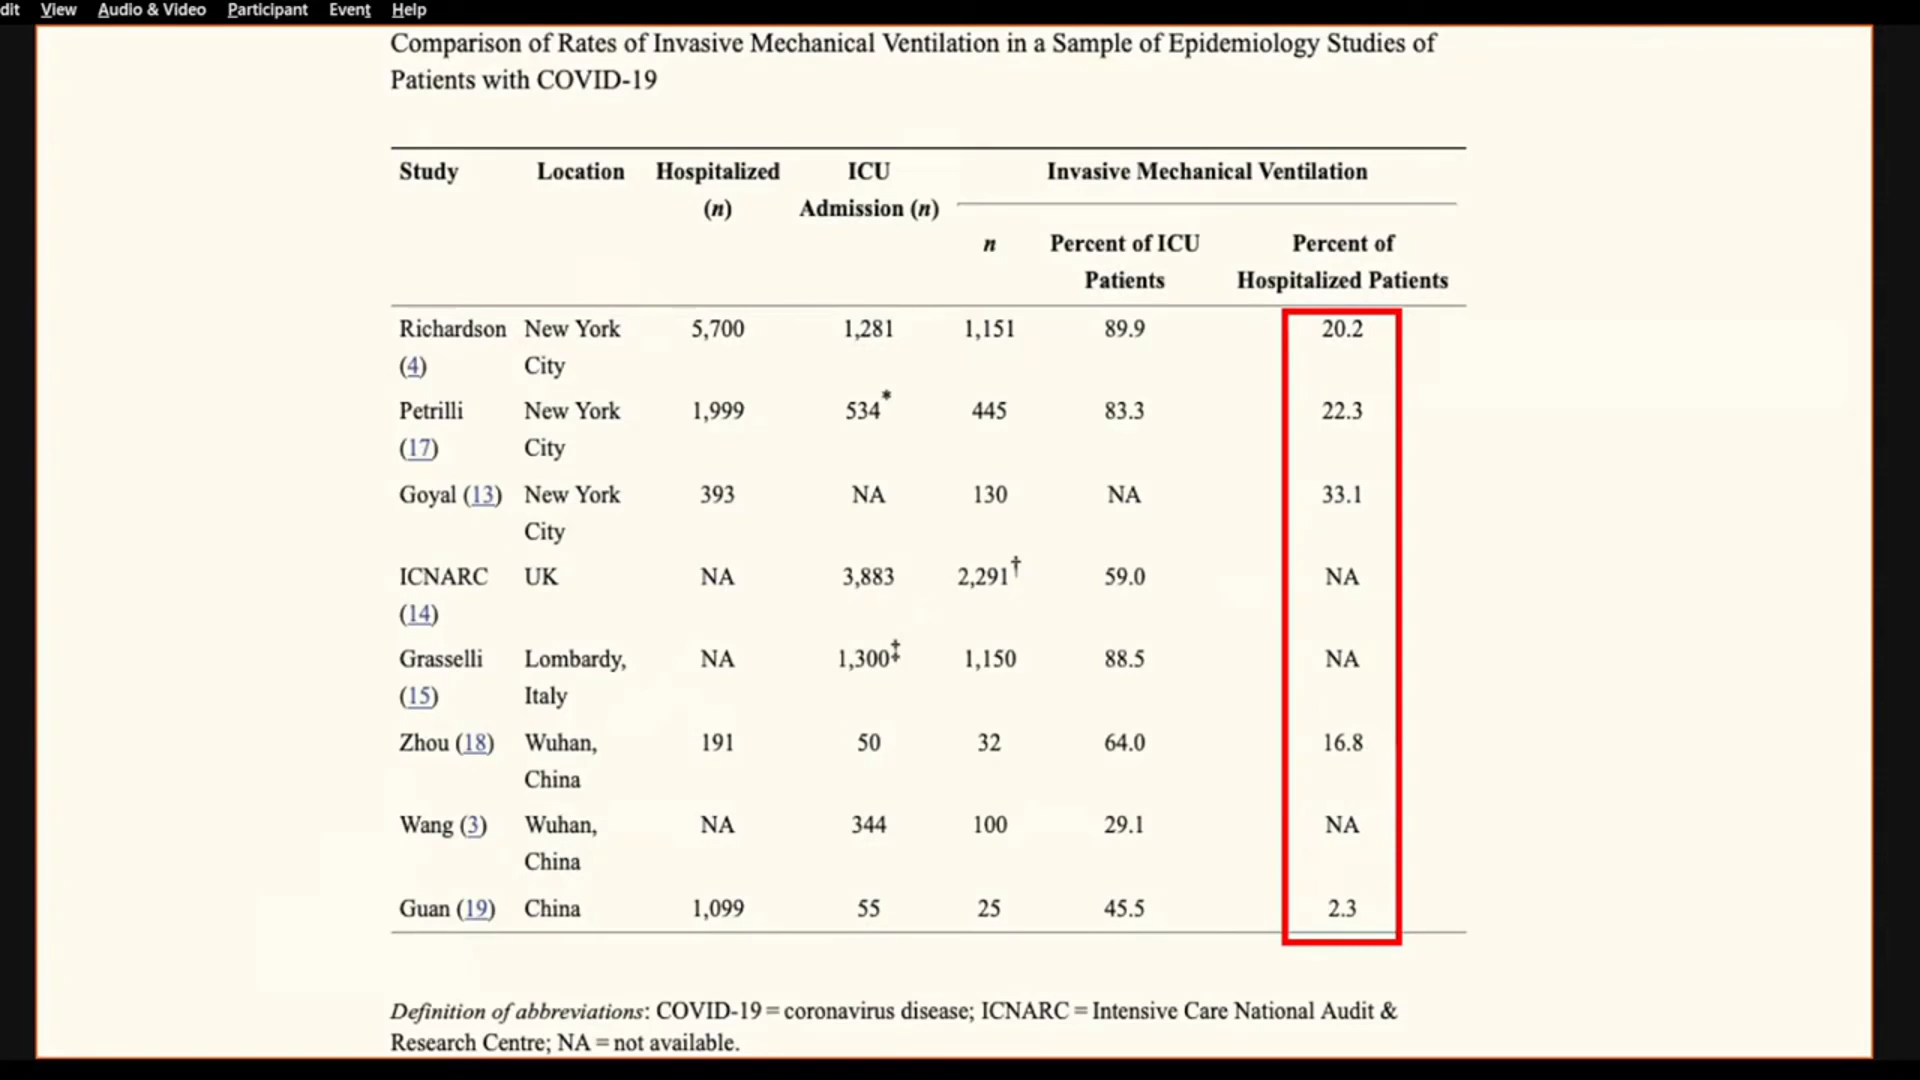 dit View Audio & Video Participant Event Help
Comparison of Rates of Invasive Mechanical Ventilation in a Sample of Epidemiology Studies of
Patients with COVID-19
Study Location Hospitalized ICU Invasive Mechanical Ventilation
(n) Admission (n)
n Percent of ICU Percent of
Patients Hospitalized Patients
Richardson New York 5,700 1,281 1,151 89.9 20.2
(4) City
Petrilli New York 1,999 534* 445 83.3 22.3
(17) City
Goyal (13) New York 393 NA 130 NA 33.1
City
ICNARC UK NA 3,883 2,291† 59.0 NA
(14)
Grasselli Lombardy, NA 1,300‡ 1,150 88.5 NA
(15) Italy
Zhou (18) Wuhan, 191 50 32 64.0 16.8
China
Wang (3) Wuhan, NA 344 100 29.1 NA
China
Guan (19) China 1,099 55 25 45.5 2.3
Definition of abbreviations: COVID-19 = coronavirus disease; ICNARC = Intensive Care National Audit &
Research Centre; NA = not available.